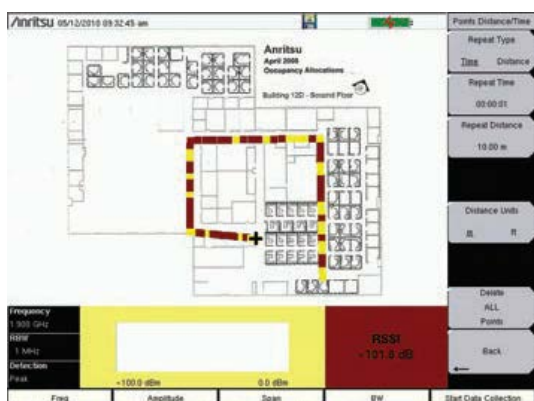 Anritsu 05/12/2010 09:32:45 am
Points Distance/Time
Repeat Type
Time Distance
Repeat Time
00:00:01
Repeat Distance
10.00 m
Distance Units
m ft
Delete
ALL
Points
Back
Anritsu
April 2008
Occupancy Allocations
Building 12D - Second Floor
Frequency
1.900 GHz
RBW
1 MHz
Detection
Peak
-100.0 dBm 0.0 dBm
RSSI
-101.8 dB
Freq Amplitude Span BW Start Data Collection